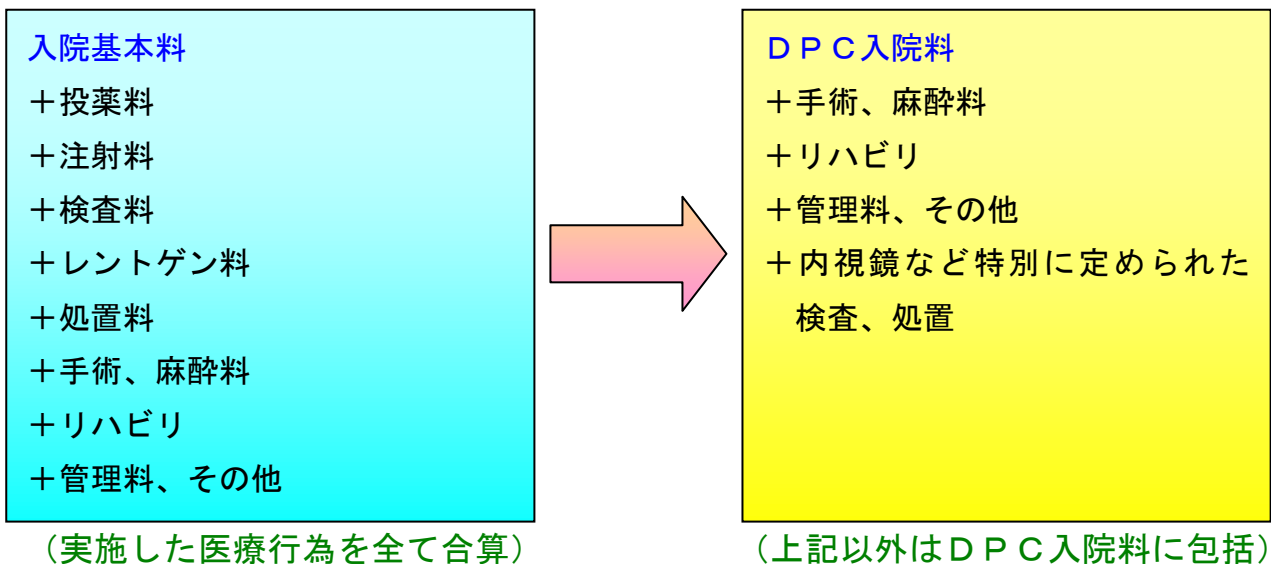 入院基本料
＋投薬料
＋注射料
＋検査料
＋レントゲン料
＋処置料
＋手術、麻酔料
＋リハビリ
＋管理料、その他
（実施した医療行為を全て合算）
ＤＰＣ入院料
＋手術、麻酔料
＋リハビリ
＋管理料、その他
＋内視鏡など特別に定められた
検査、処置
（上記以外はＤＰＣ入院料に包括）